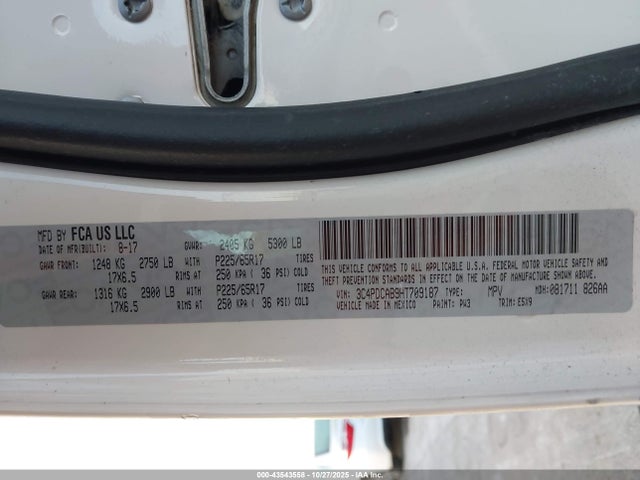 MFD BY FCA US LLC
DATE OF MFR(BUILT): 8-17 GVWR: 2405 KG 5300 LB
GAWR FRONT: 1248 KG 2750 LB WITH P225/65R17 TIRES
17X6.5 RIMS AT 250 KPA ( 36 PSI) COLD
GAWR REAR: 1316 KG 2900 LB WITH P225/65R17 TIRES
17X6.5 RIMS AT 250 KPA ( 36 PSI) COLD
THIS VEHICLE CONFORMS TO ALL APPLICABLE U.S.A. FEDERAL MOTOR VEHICLE SAFETY AND
THEFT PREVENTION STANDARDS IN EFFECT ON THE DATE OF MANUFACTURE SHOWN ABOVE
VIN: 3C4PDCAB9HT709187 TYPE: MPV MDH: 081711 826AA
VEHICLE MADE IN MEXICO PAINT: PW3 TRIM: E5X9
000-43543558 | 10/27/2025 | IAA Inc.